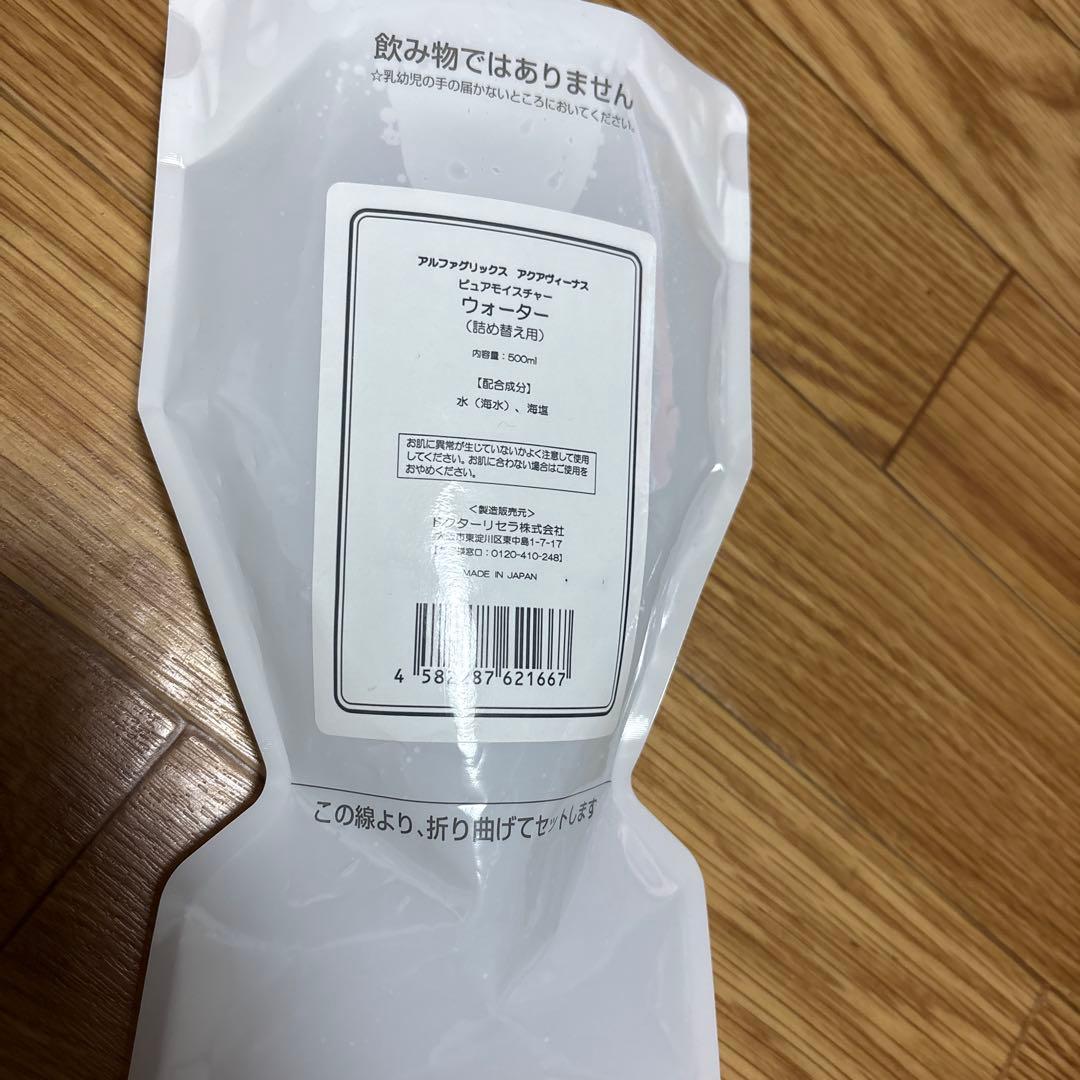 飲み物ではありません
☆乳幼児の手の届かないところにおいてください。
アルファグリックス アクアヴィーナス
ピュアモイスチャー
ウォーター
（詰め替え用）
内容量：500ml
【配合成分】
水（海水）、海塩
お肌に異常が生じていないかよく注意して使用
してください。お肌に合わない場合はご使用を
おやめください。
＜製造販売元＞
ドクターリセラ株式会社
市東淀川区東中島1-7-17
窓口：0120-410-248】
MADE IN JAPAN
4 582287 621667
この線より、折り曲げてセットします